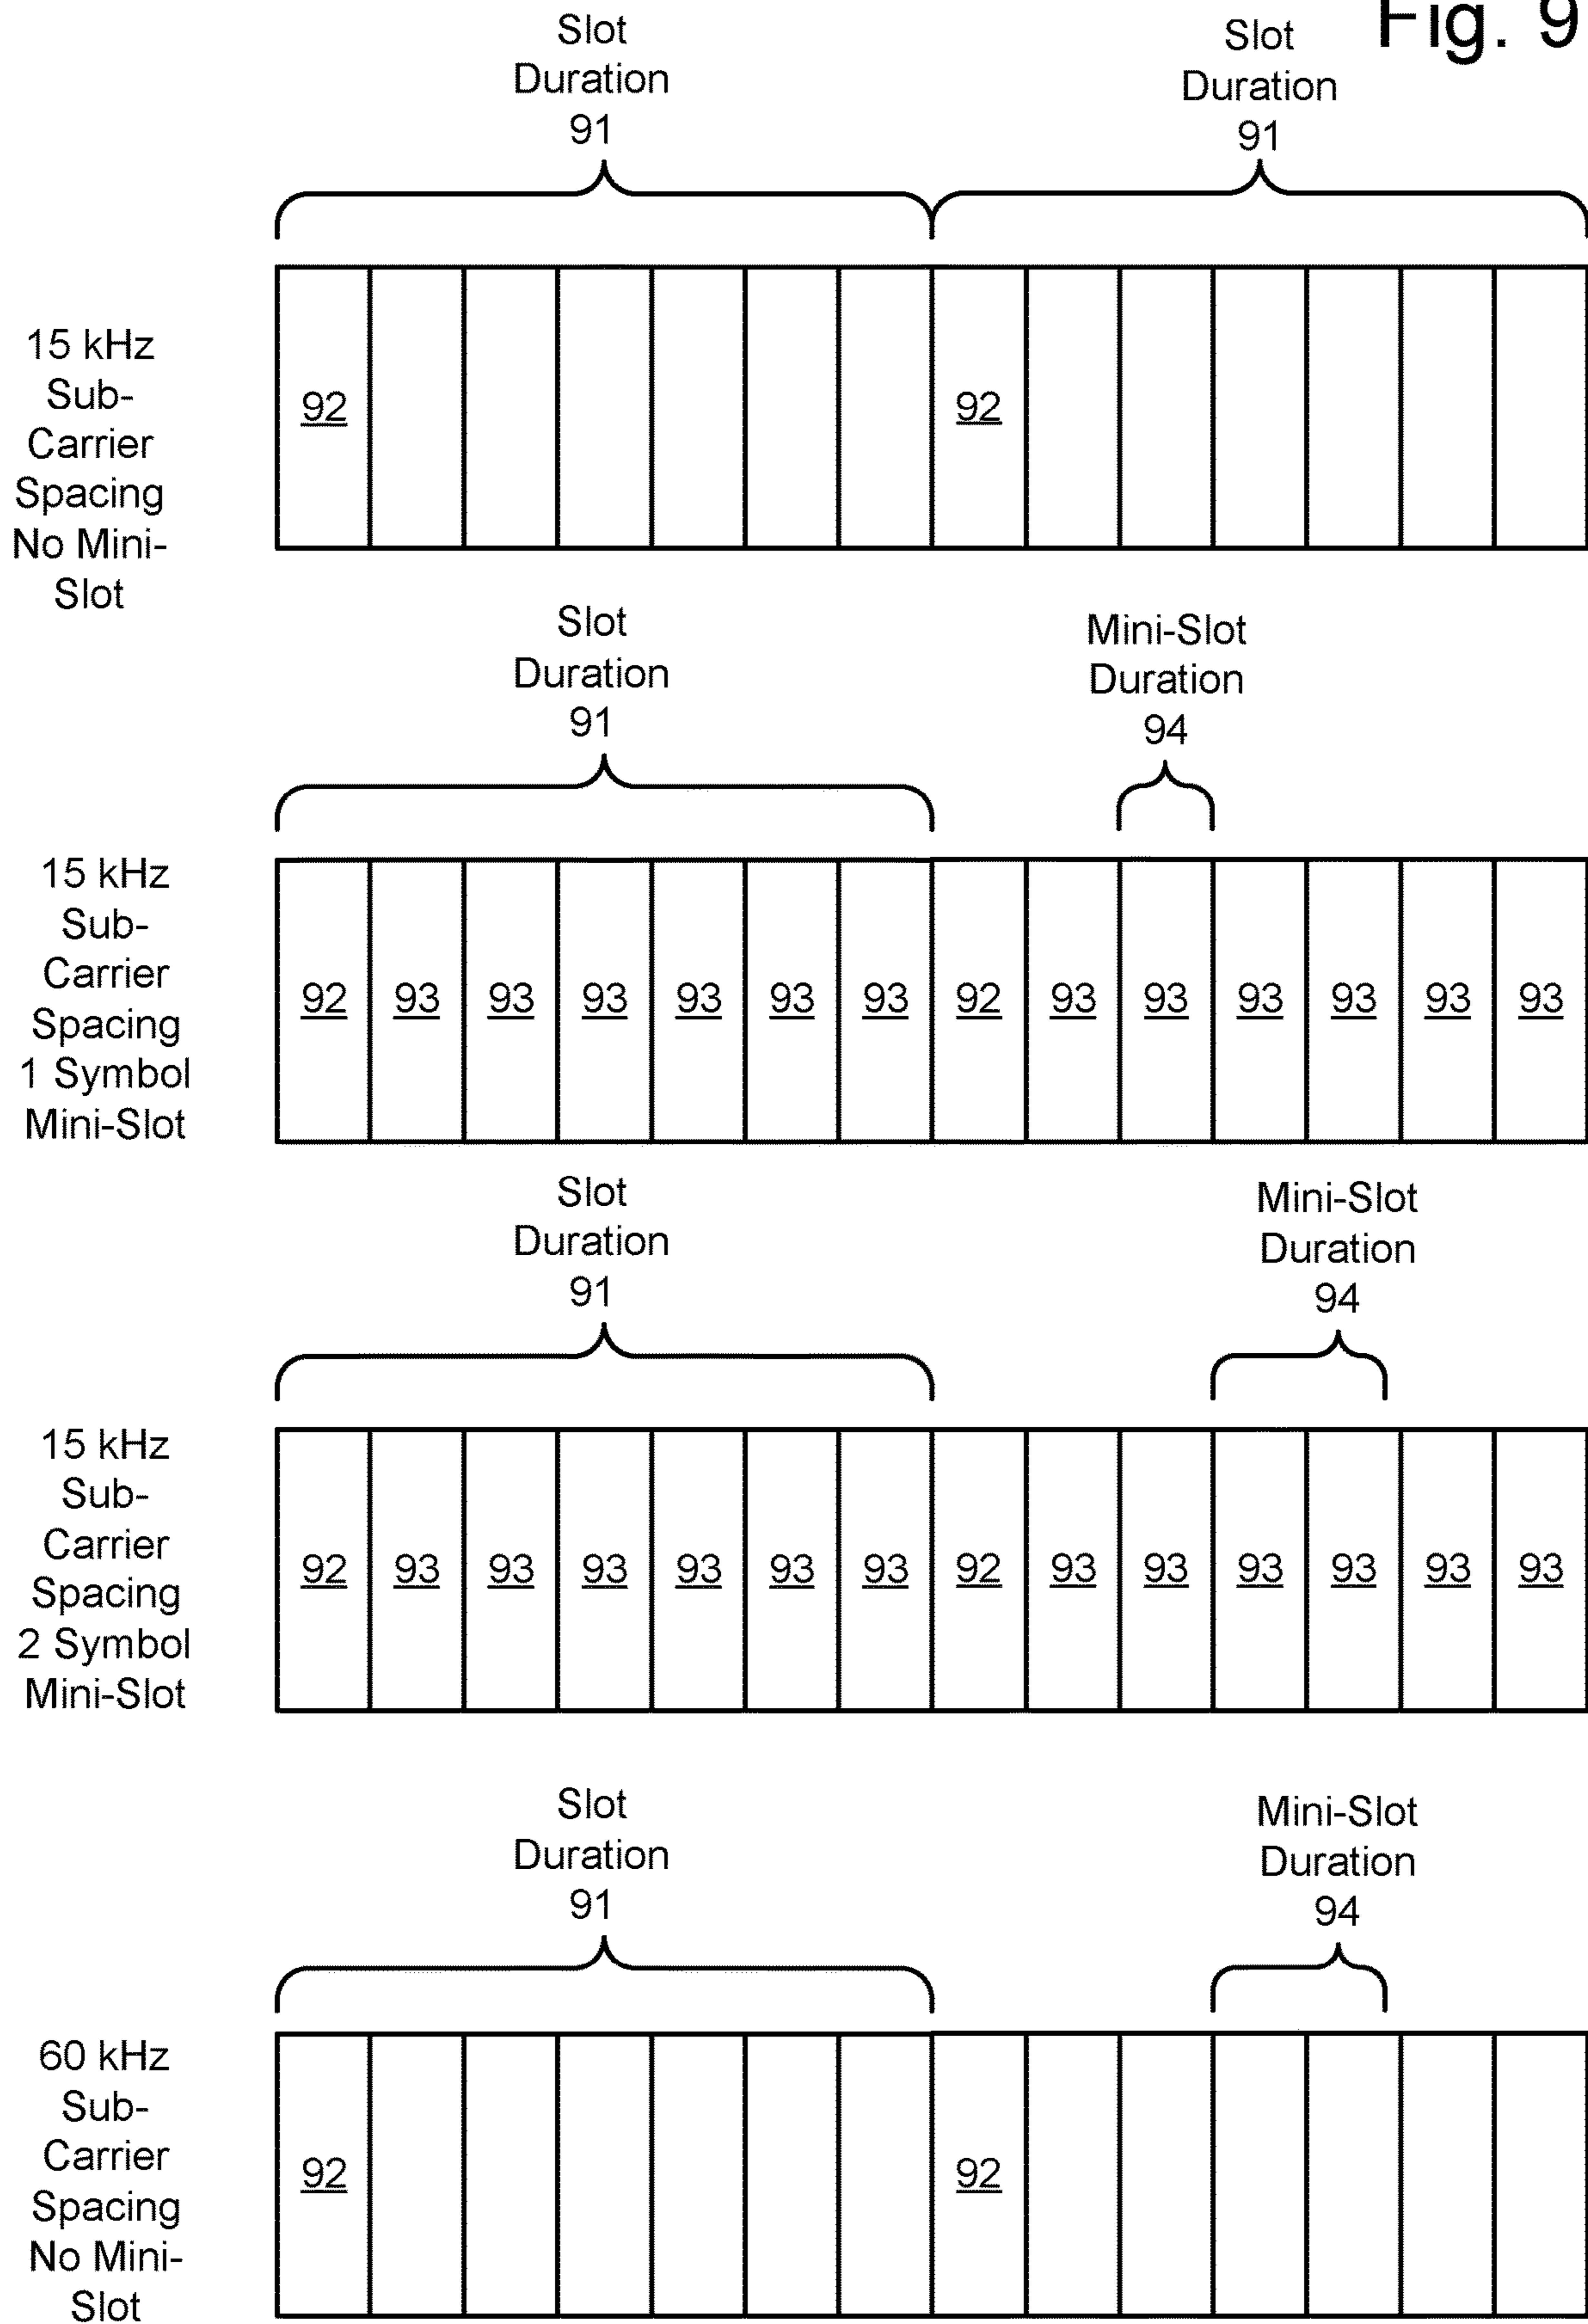 Fig. 9
Slot
Duration
91
Slot
Duration
91
15 kHz
Sub-
Carrier
Spacing
No Mini-
Slot
92
92
Slot
Duration
91
Mini-Slot
Duration
94
15 kHz
Sub-
Carrier
Spacing
1 Symbol
Mini-Slot
92 93 93 93 93 93 93 92 93 93 93 93 93 93
Slot
Duration
91
Mini-Slot
Duration
94
15 kHz
Sub-
Carrier
Spacing
2 Symbol
Mini-Slot
92 93 93 93 93 93 93 92 93 93 93 93 93 93
Slot
Duration
91
Mini-Slot
Duration
94
60 kHz
Sub-
Carrier
Spacing
No Mini-
Slot
92
92